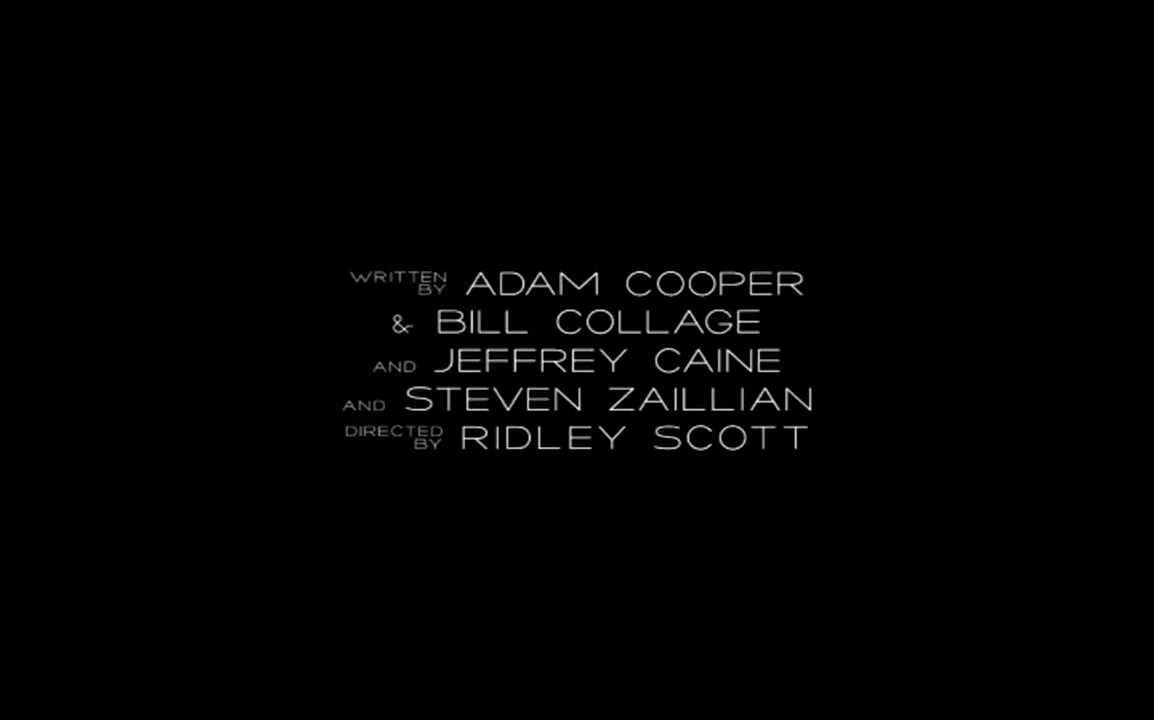 WRITTEN BY ADAM COOPER
& BILL COLLAGE
AND JEFFREY CAINE
AND STEVEN ZAILLIAN
DIRECTED BY RIDLEY SCOTT